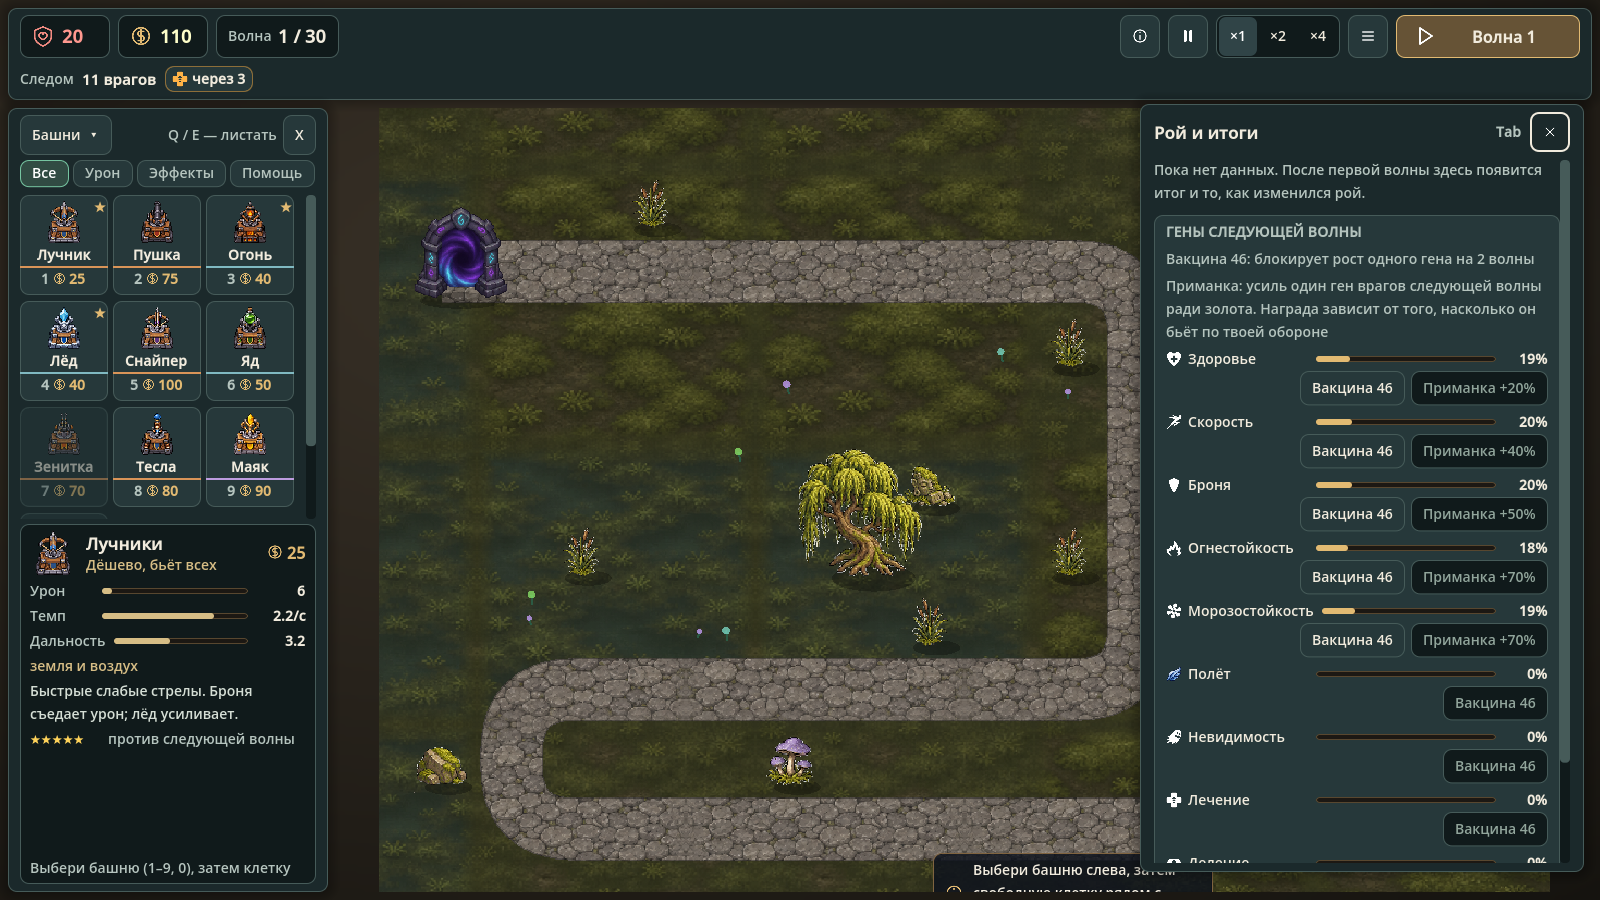 20
110
Волна 1 / 30
×1
×2
×4
Волна 1
Следом 11 врагов
через 3
Башни
Q / E — листать
X
Все
Урон
Эффекты
Помощь
Лучник
1 25
Пушка
2 75
Огонь
3 40
Лёд
4 40
Снайпер
5 100
Яд
6 50
Зенитка
7 70
Тесла
8 80
Маяк
9 90
Лучники
Дёшево, бьёт всех
25
Урон 6
Темп 2.2/с
Дальность 3.2
земля и воздух
Быстрые слабые стрелы. Броня
съедает урон; лёд усиливает.
★★★★★ против следующей волны
Выбери башню (1–9, 0), затем клетку
Выбери башню слева, затем
свободную клетку рядом с
Рой и итоги
Tab
Пока нет данных. После первой волны здесь появится
итог и то, как изменился рой.
ГЕНЫ СЛЕДУЮЩЕЙ ВОЛНЫ
Вакцина 46: блокирует рост одного гена на 2 волны
Приманка: усиль один ген врагов следующей волны
ради золота. Награда зависит от того, насколько он
бьёт по твоей обороне
Здоровье 19%
Вакцина 46 Приманка +20%
Скорость 20%
Вакцина 46 Приманка +40%
Броня 20%
Вакцина 46 Приманка +50%
Огнестойкость 18%
Вакцина 46 Приманка +70%
Морозостойкость 19%
Вакцина 46 Приманка +70%
Полёт 0%
Вакцина 46
Невидимость 0%
Вакцина 46
Лечение 0%
Вакцина 46
0%